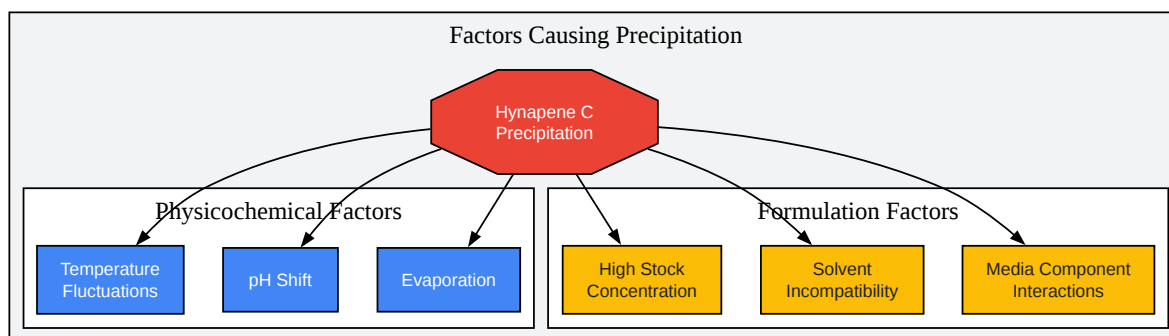 Factors Causing Precipitation
Hynapene C
Precipitation
Physicochemical Factors
Formulation Factors
Temperature
Fluctuations
pH Shift
Evaporation
High Stock
Concentration
Solvent
Incompatibility
Media Component
Interactions